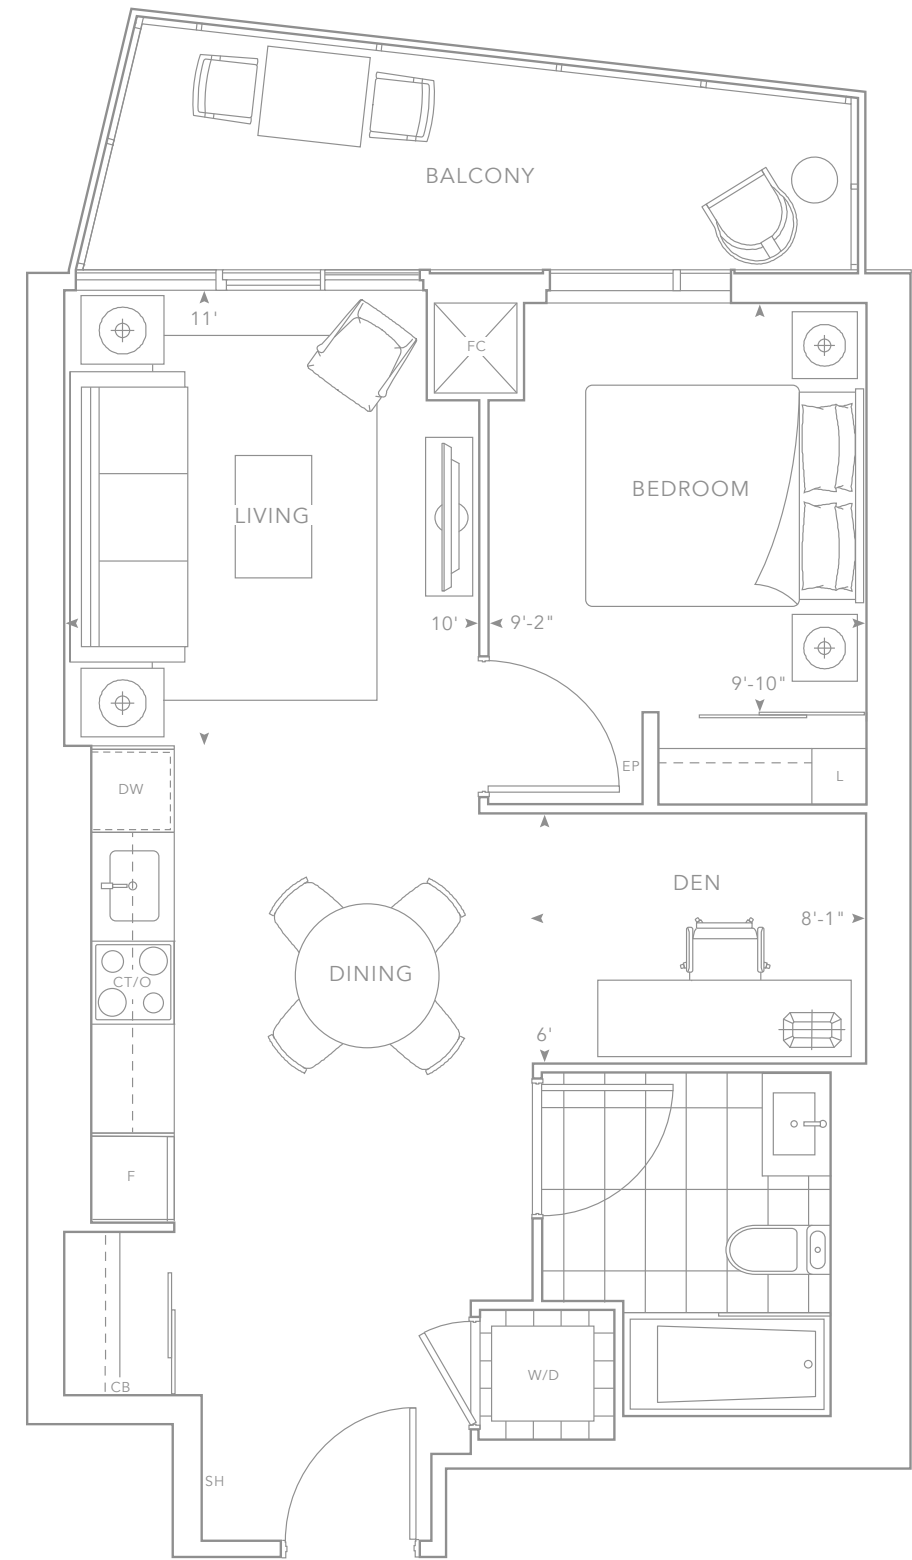 BALCONY
11'
FC
LIVING
BEDROOM
10'
9'-2"
9'-10"
EP
L
DW
DEN
8'-1"
DINING
CT/O
6'
F
W/D
CB
SH